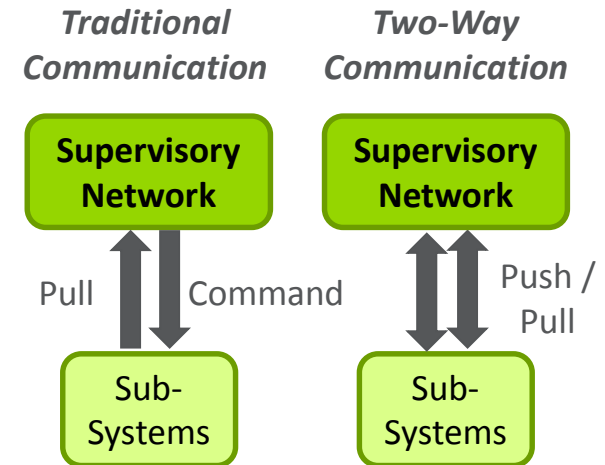 Traditional
Communication
Two-Way
Communication
Supervisory
Network
Supervisory
Network
Pull
Command
Push /
Pull
Sub-
Systems
Sub-
Systems